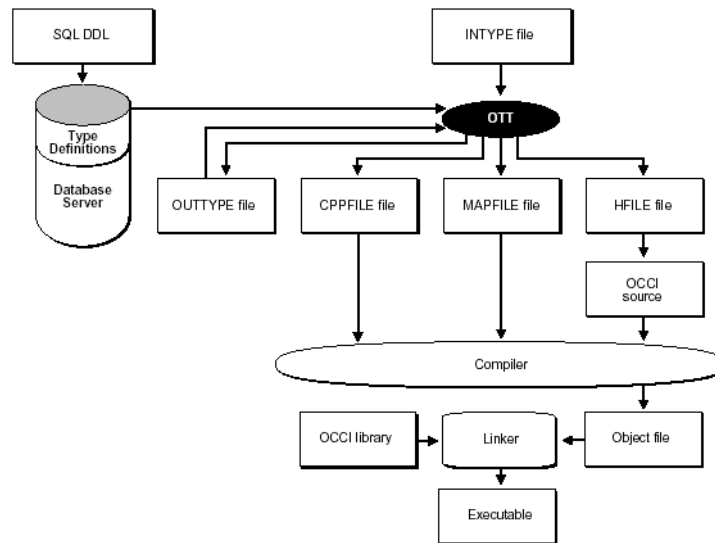 SQL DDL
INTYPE file
OTT
Type
Definitions
Database
Server
OUTTYPE file
CPPFILE file
MAPFILE file
HFILE file
OCCI
source
Compiler
OCCI library
Linker
Object file
Executable